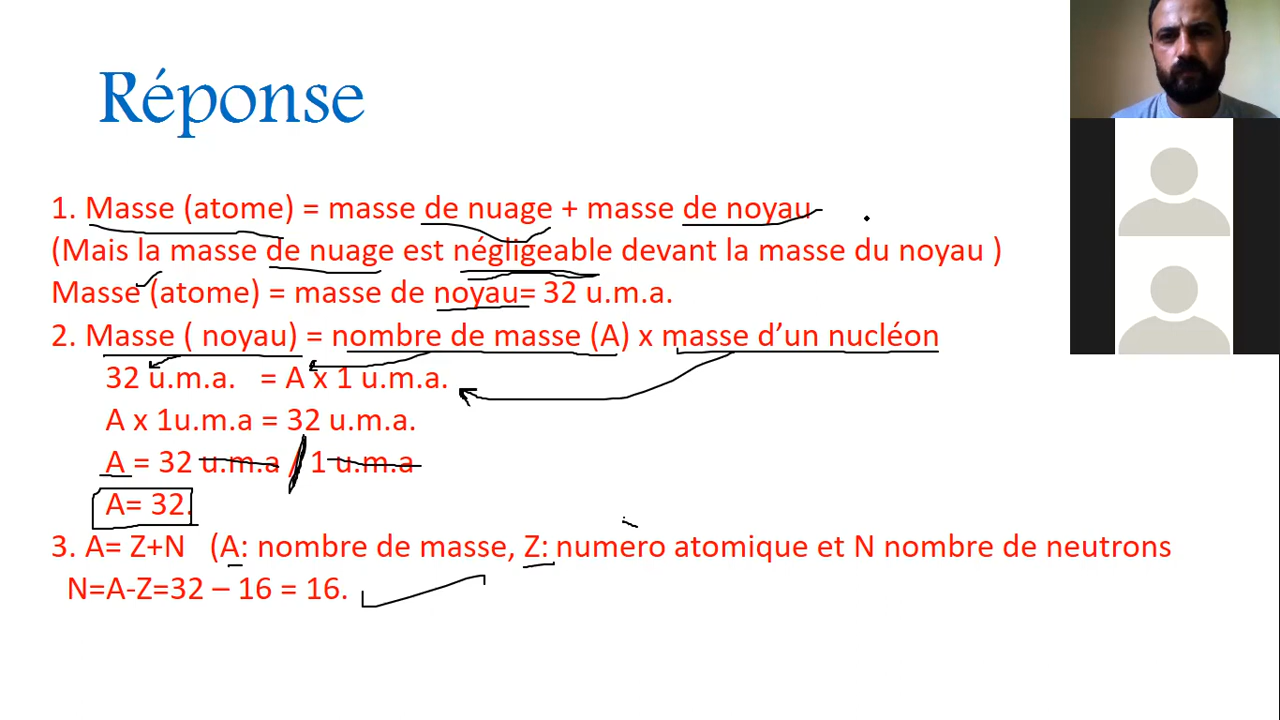 Réponse
1. Masse (atome) = masse de nuage + masse de noyau
(Mais la masse de nuage est négligeable devant la masse du noyau )
Masse (atome) = masse de noyau= 32 u.m.a.
2. Masse ( noyau) = nombre de masse (A) x masse d’un nucléon
32 u.m.a. = A x 1 u.m.a.
A x 1u.m.a = 32 u.m.a.
A = 32 u.m.a / 1 u.m.a
A= 32.
3. A= Z+N (A: nombre de masse, Z: numero atomique et N nombre de neutrons
N=A-Z=32 – 16 = 16.